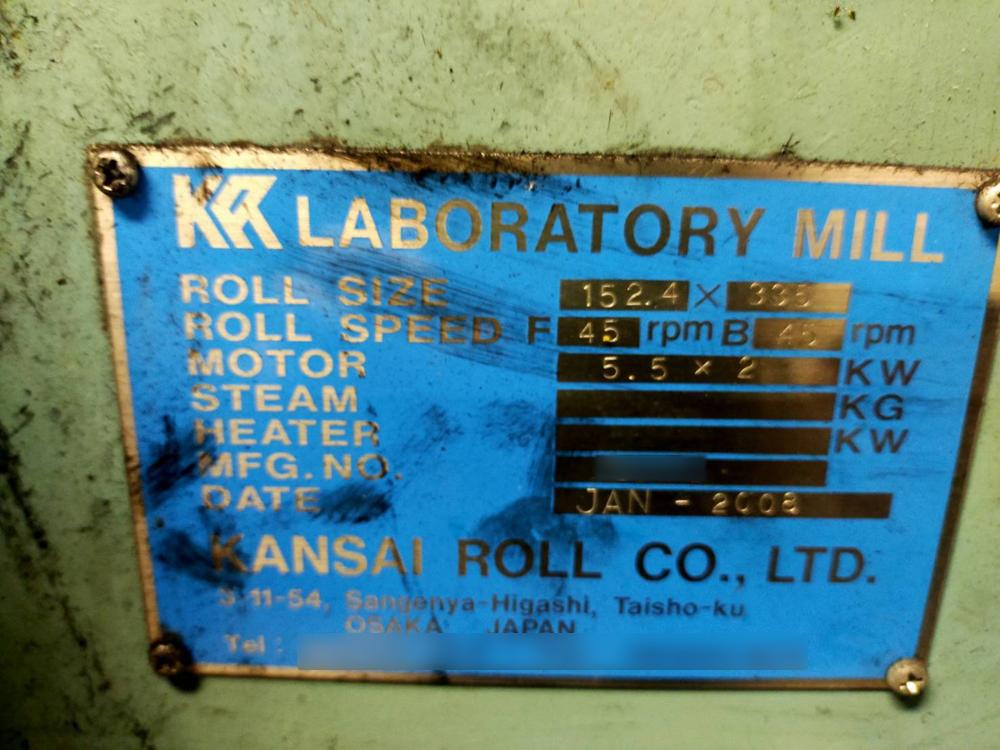 KR LABORATORY MILL
ROLL SIZE 152.4 × 335
ROLL SPEED F 45 rpm B 45 rpm
MOTOR 5.5 × 2 KW
STEAM KG
HEATER KW
MFG. NO.
DATE JAN - 2008
KANSAI ROLL CO., LTD.
3-11-54, Sangenya-Higashi, Taisho-ku
OSAKA JAPAN
Tel :